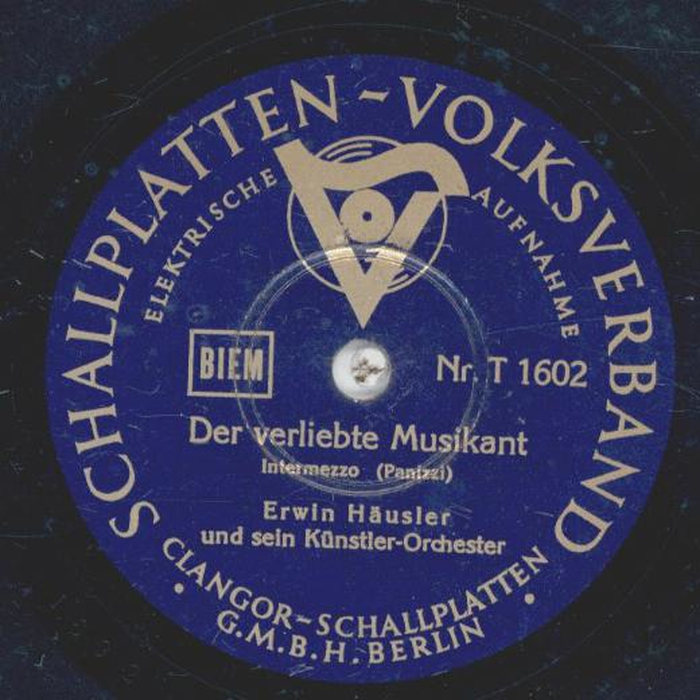 SCHALLPLATTEN-VOLKSVERBAND
ELEKTRISCHE AUFNAHME
BIEM
Nr. T 1602
Der verliebte Musikant
Intermezzo (Panizzi)
Erwin Häusler
und sein Künstler-Orchester
CLANGOR-SCHALLPLATTEN
G.M.B.H. BERLIN